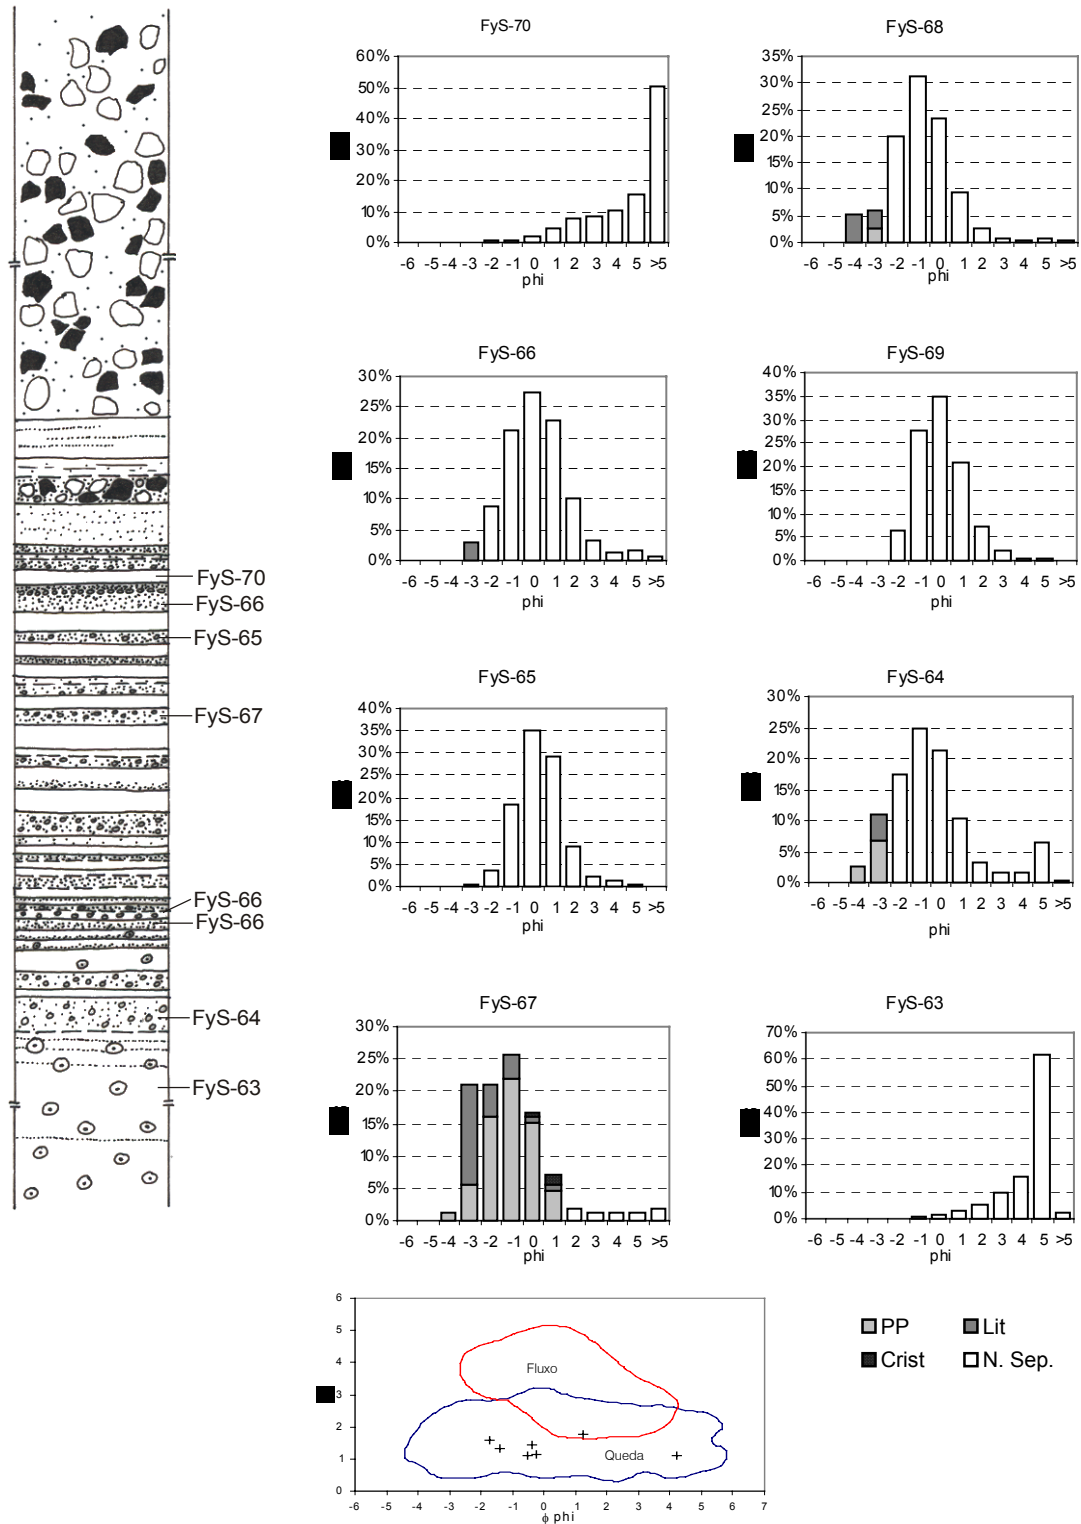 FyS-70
FyS-66
FyS-65
FyS-67
FyS-66
FyS-66
FyS-64
FyS-63
FyS-70
60%
50%
40%
30%
20%
10%
0%
-6 -5 -4 -3 -2 -1 0 1 2 3 4 5 >5
phi
FyS-68
35%
30%
25%
20%
15%
10%
5%
0%
-6 -5 -4 -3 -2 -1 0 1 2 3 4 5 >5
phi
FyS-66
30%
25%
20%
15%
10%
5%
0%
-6 -5 -4 -3 -2 -1 0 1 2 3 4 5 >5
phi
FyS-69
40%
35%
30%
25%
20%
15%
10%
5%
0%
-6 -5 -4 -3 -2 -1 0 1 2 3 4 5 >5
phi
FyS-65
40%
35%
30%
25%
20%
15%
10%
5%
0%
-6 -5 -4 -3 -2 -1 0 1 2 3 4 5 >5
phi
FyS-64
30%
25%
20%
15%
10%
5%
0%
-6 -5 -4 -3 -2 -1 0 1 2 3 4 5 >5
phi
FyS-67
30%
25%
20%
15%
10%
5%
0%
-6 -5 -4 -3 -2 -1 0 1 2 3 4 5 >5
phi
FyS-63
70%
60%
50%
40%
30%
20%
10%
0%
-6 -5 -4 -3 -2 -1 0 1 2 3 4 5 >5
phi
6
5
4
3
2
1
0
Fluxo
Queda
-6 -5 -4 -3 -2 -1 0 1 2 3 4 5 6 7
ϕ phi
PP Lit
Crist N. Sep.